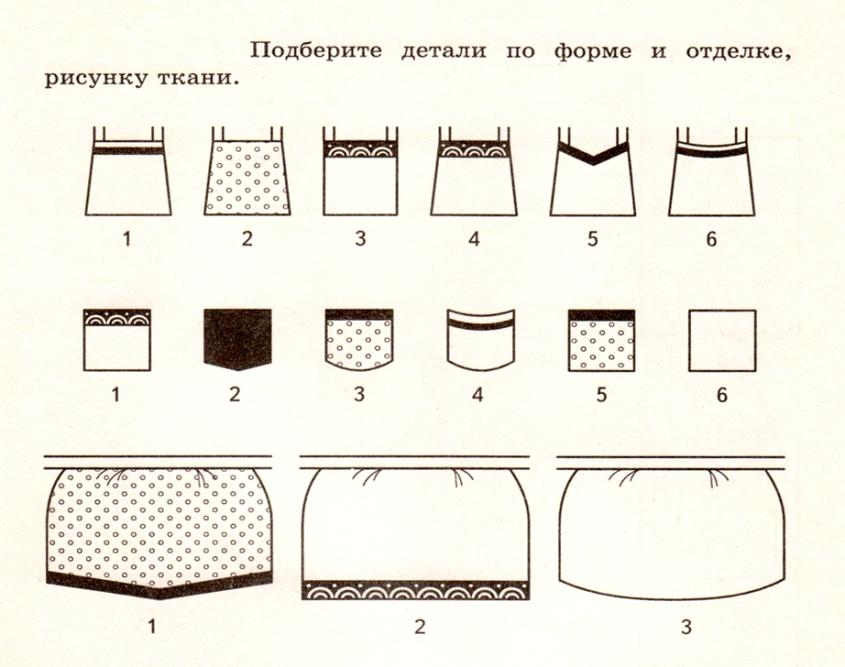 Подберите детали по форме и отделке,
рисунку ткани.
1 2 3 4 5 6
1 2 3 4 5 6
1 2 3